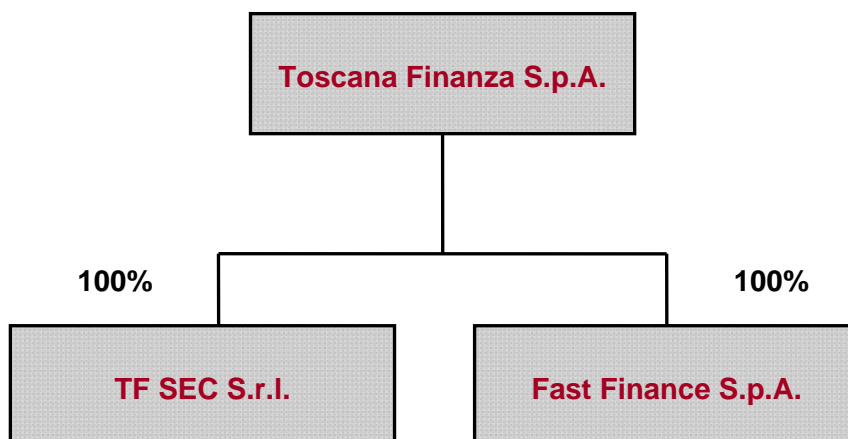 Toscana Finanza S.p.A.
100%
100%
TF SEC S.r.l.
Fast Finance S.p.A.